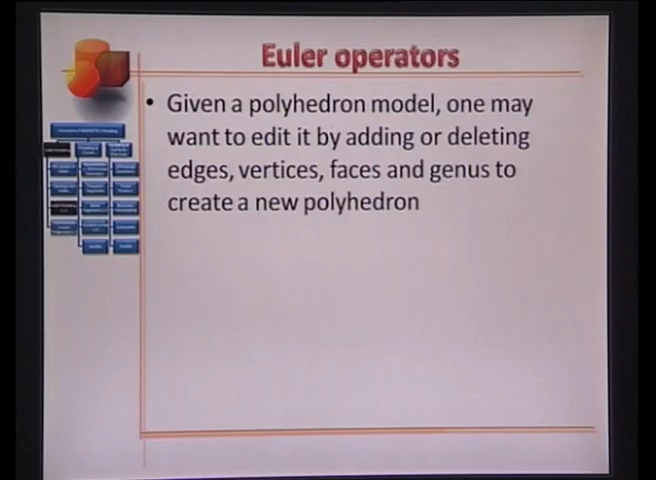 Euler operators
• Given a polyhedron model, one may
want to edit it by adding or deleting
edges, vertices, faces and genus to
create a new polyhedron